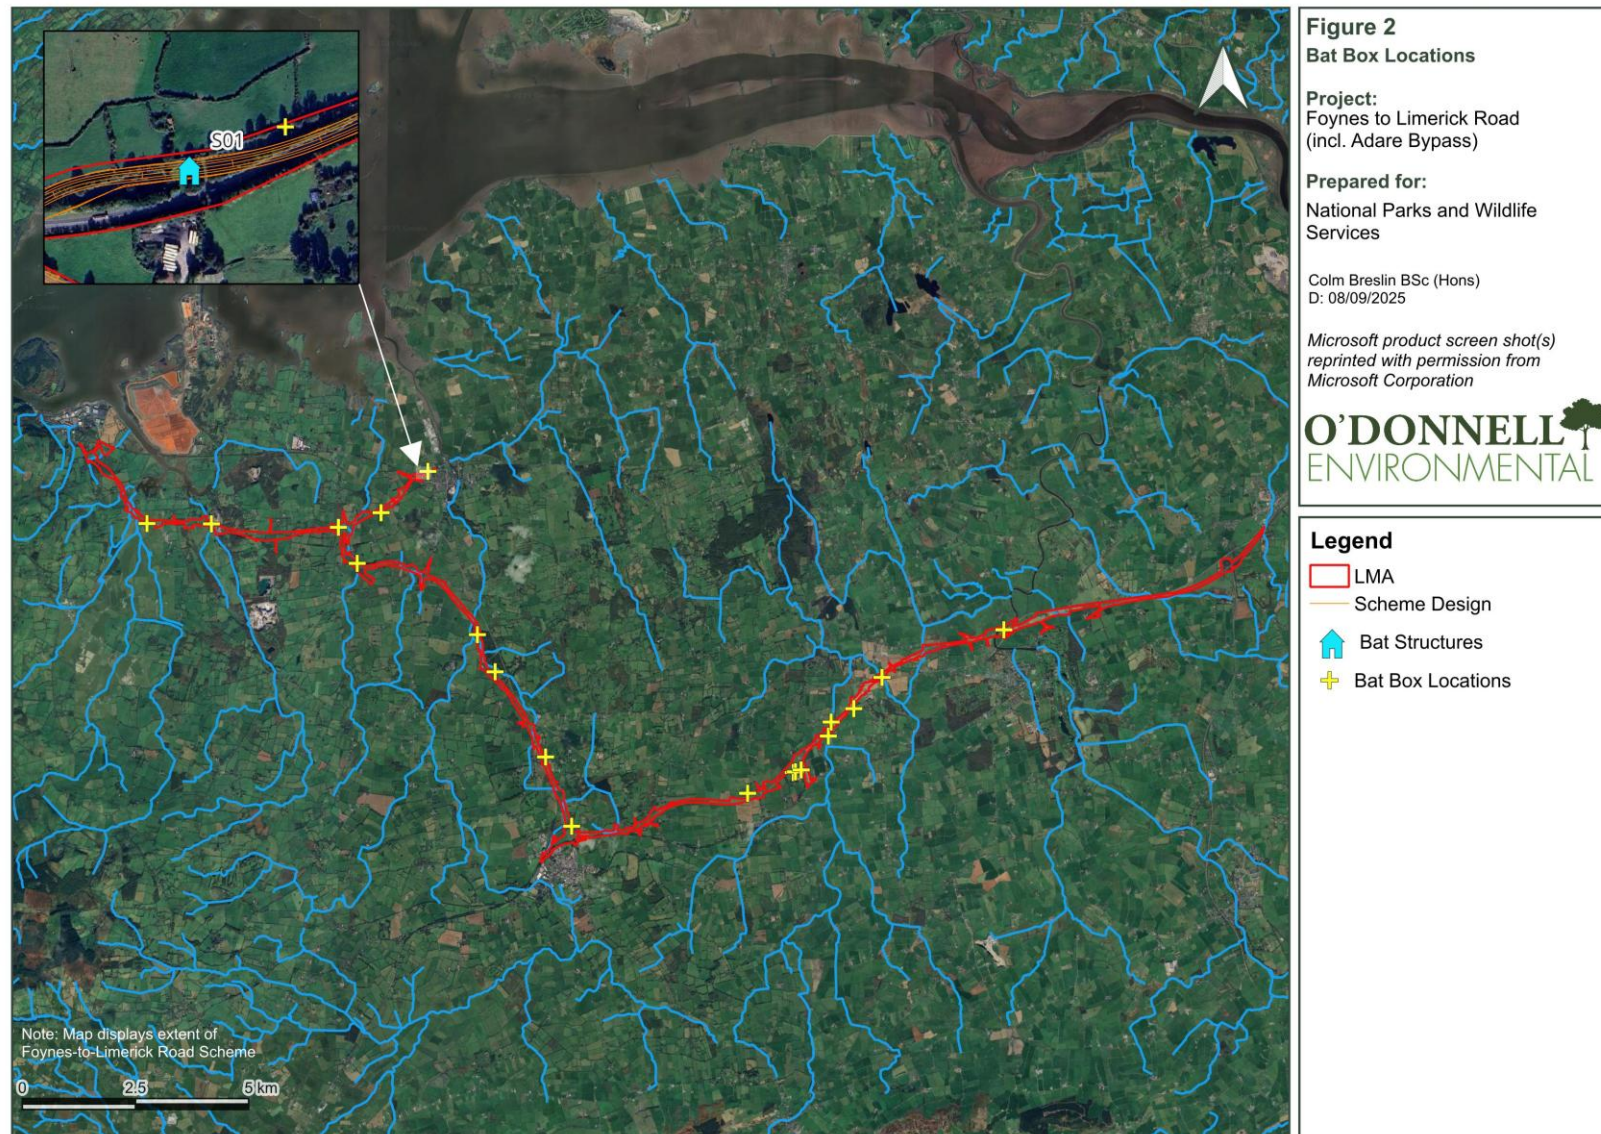 Figure 2
Bat Box Locations
Project:
Foynes to Limerick Road
(incl. Adare Bypass)
Prepared for:
National Parks and Wildlife
Services
Colm Breslin BSc (Hons)
D: 08/09/2025
Microsoft product screen shot(s)
reprinted with permission from
Microsoft Corporation
O'DONNELL
ENVIRONMENTAL
Legend
LMA
Scheme Design
Bat Structures
Bat Box Locations
S01
Note: Map displays extent of
Foynes-to-Limerick Road Scheme
0 2.5 5 km